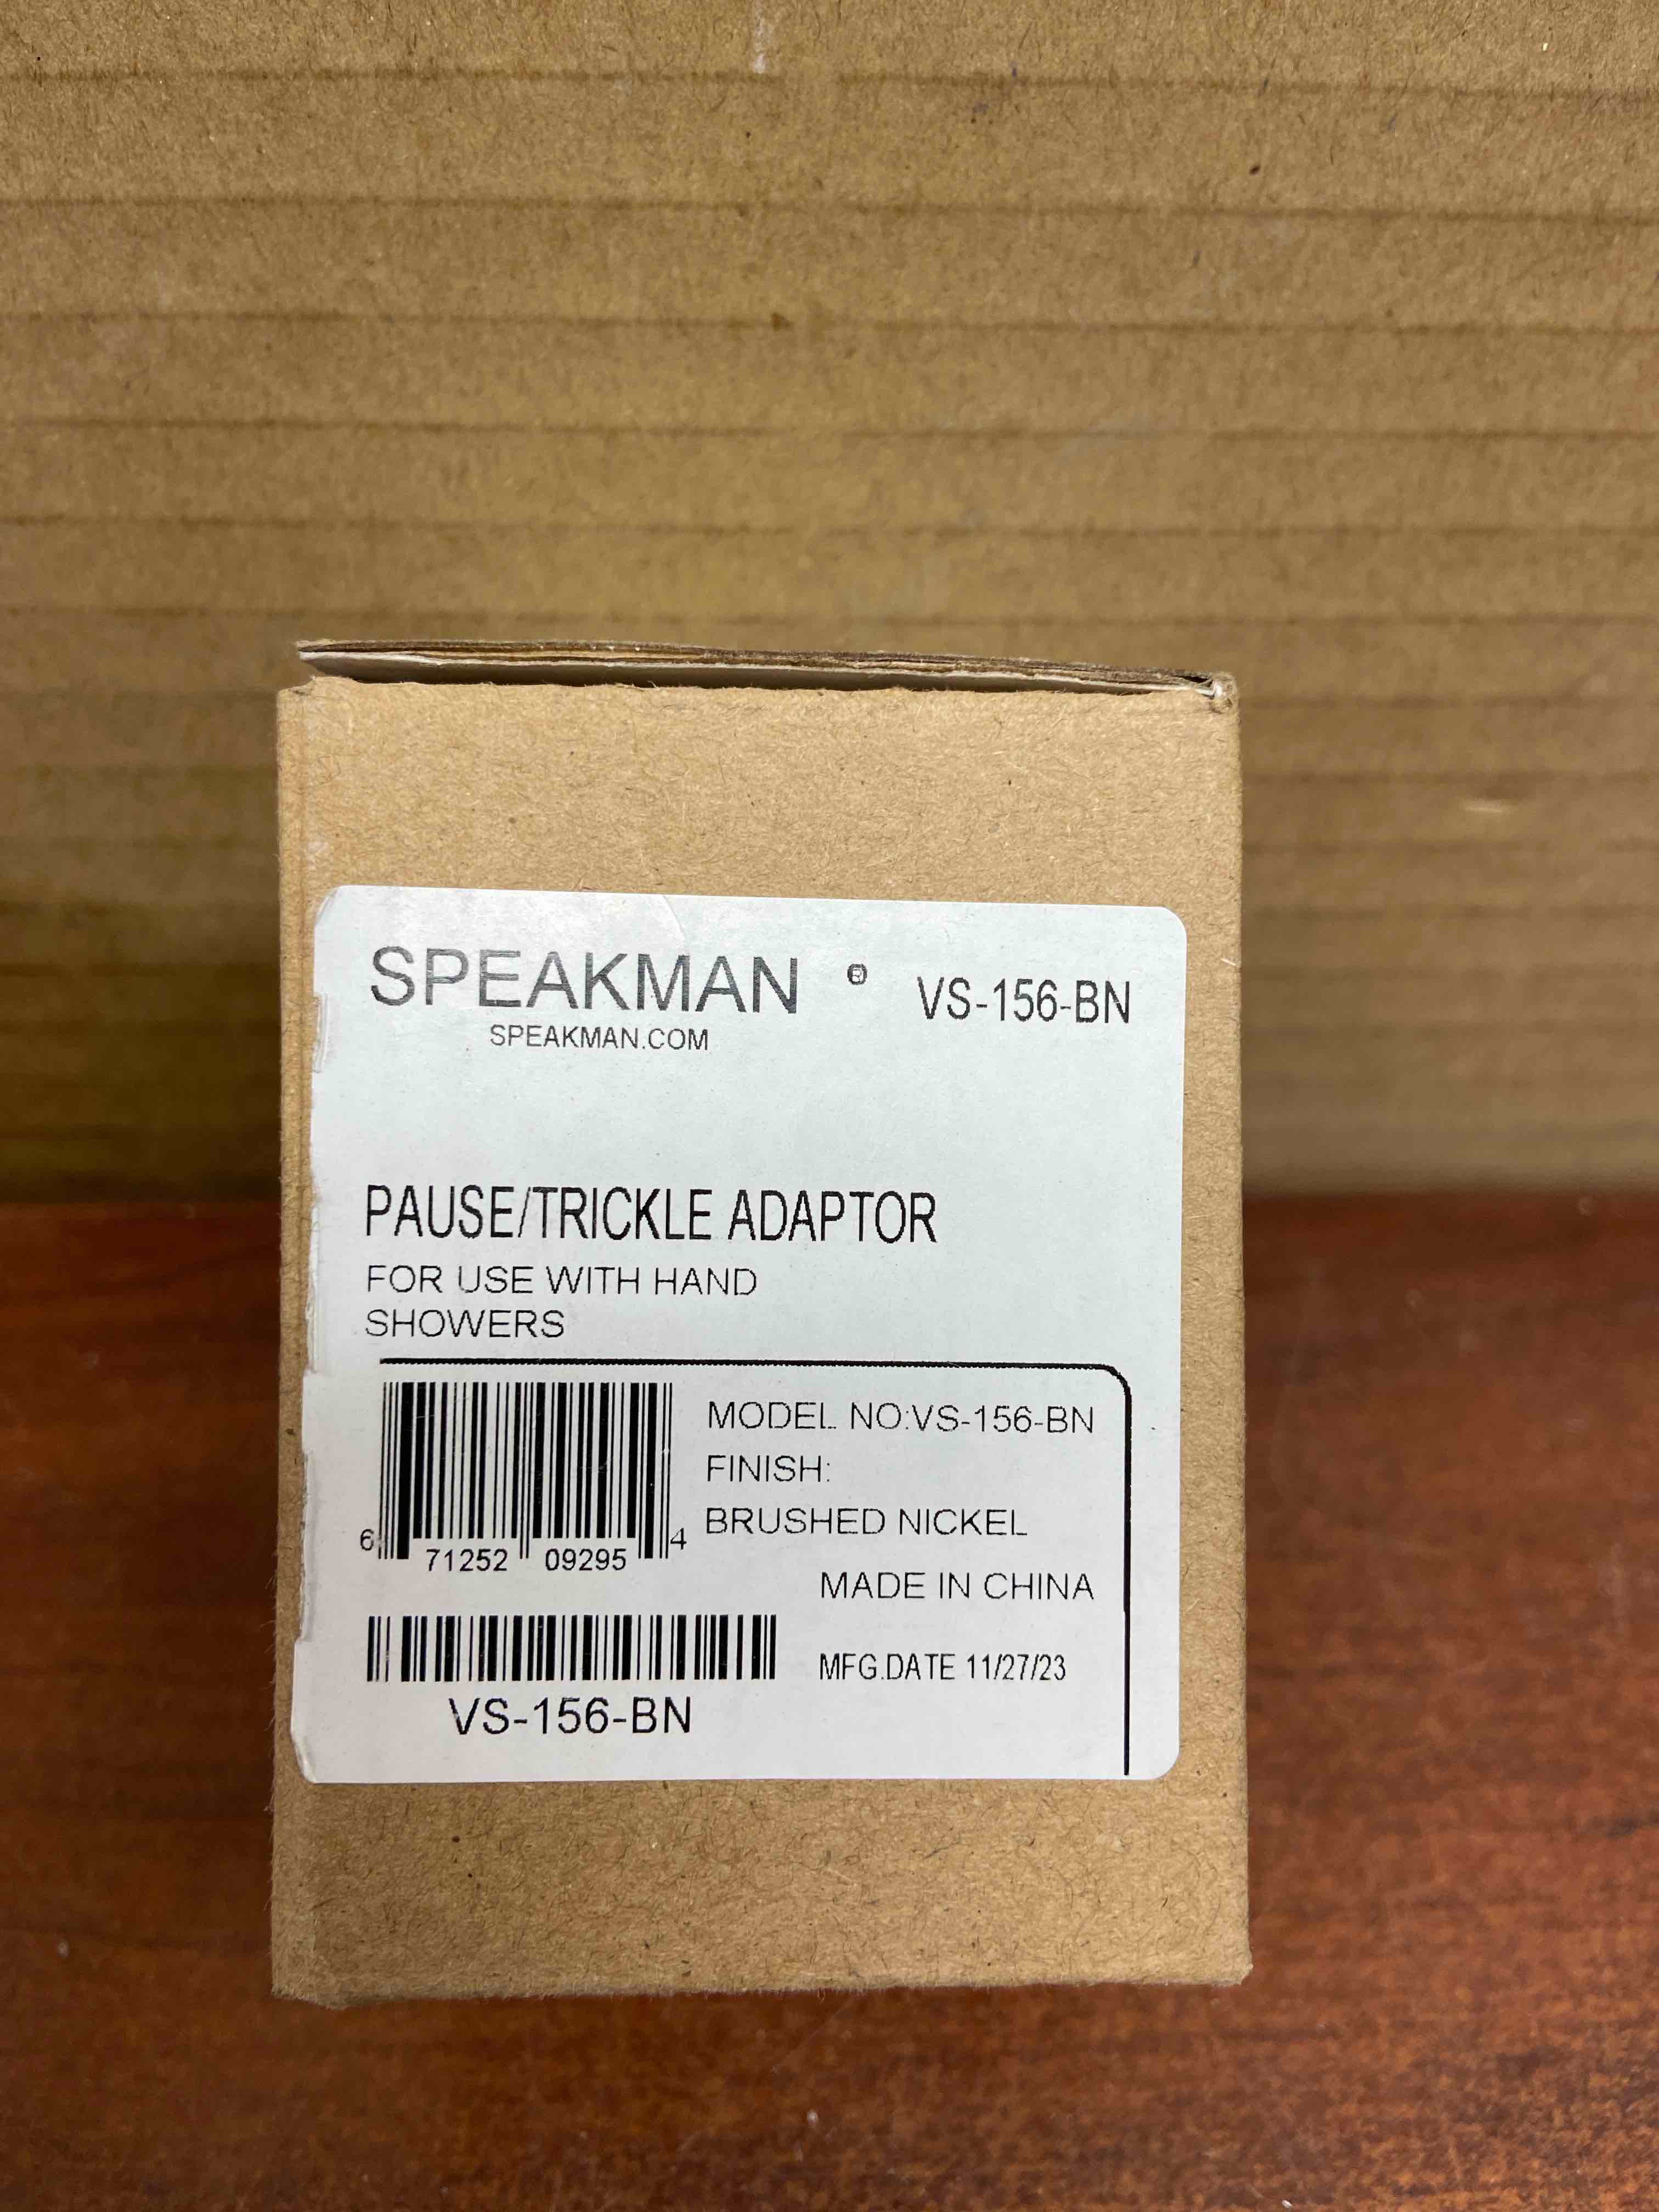 SPEAKMAN ® VS-156-BN
SPEAKMAN.COM
PAUSE/TRICKLE ADAPTOR
FOR USE WITH HAND
SHOWERS
MODEL NO:VS-156-BN
FINISH:
BRUSHED NICKEL
6 71252 09295 4
MADE IN CHINA
MFG.DATE 11/27/23
VS-156-BN